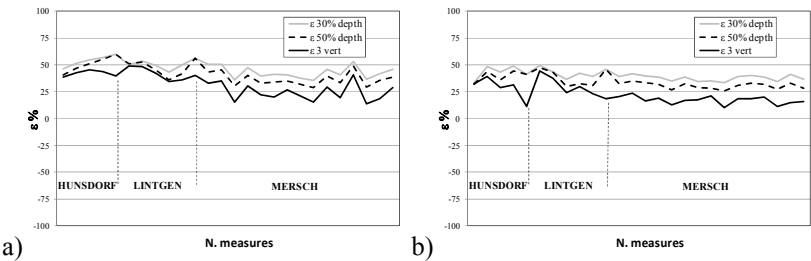 100
75
50
25
0
-25
-50
-75
-100
ε %
ε 30% depth
ε 50% depth
ε 3 vert
HUNSDORF LINTGEN MERSCH
N. measures
a)
100
75
50
25
0
-25
-50
-75
-100
ε %
ε 30% depth
ε 50% depth
ε 3 vert
HUNSDORF LINTGEN MERSCH
N. measures
b)